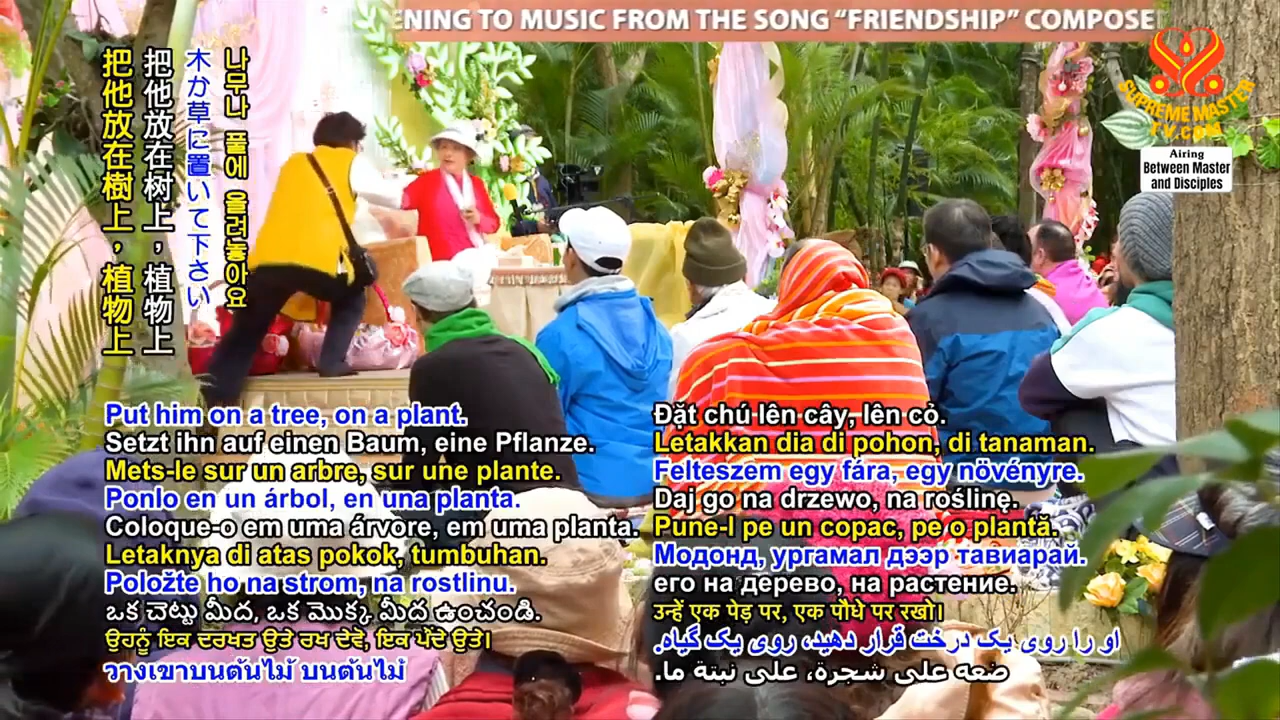 ENING TO MUSIC FROM THE SONG “FRIENDSHIP” COMPOSE
SUPREME MASTER
TV.COM
Airing
Between Master
and Disciples
把他放在樹上，植物上
把他放在树上，植物上
木か草に置いて下さい
나무나 풀에 올려놓아요
Put him on a tree, on a plant.
Setzt ihn auf einen Baum, eine Pflanze.
Mets-le sur un arbre, sur une plante.
Ponlo en un árbol, en una planta.
Coloque-o em uma árvore, em uma planta.
Letaknya di atas pokok, tumbuhan.
Položte ho na strom, na rostlinu.
ఒక చెట్టు మీద, ఒక మొక్క మీద ఉంచండి.
ਉਹਨੂੰ ਇਕ ਦਰਖਤ ਉਤੇ ਰਖ ਦੇਵੋ, ਇਕ ਪੌਂਦੇ ਉਤੇ।
วางเขาบนต้นไม้ บนต้นไม้
Đặt chú lên cây, lên cỏ.
Letakkan dia di pohon, di tanaman.
Felteszem egy fára, egy növényre.
Daj go na drzewo, na roślinę.
Pune-l pe un copac, pe o plantă.
Модонд, ургамал дээр тавиарай.
его на дерево, на растение.
उन्हें एक पेड़ पर, एक पौधे पर रखो।
او را روی یک درخت قرار دهید، روی یک گیاه.
ضعه على شجرة، على نبتة ما.